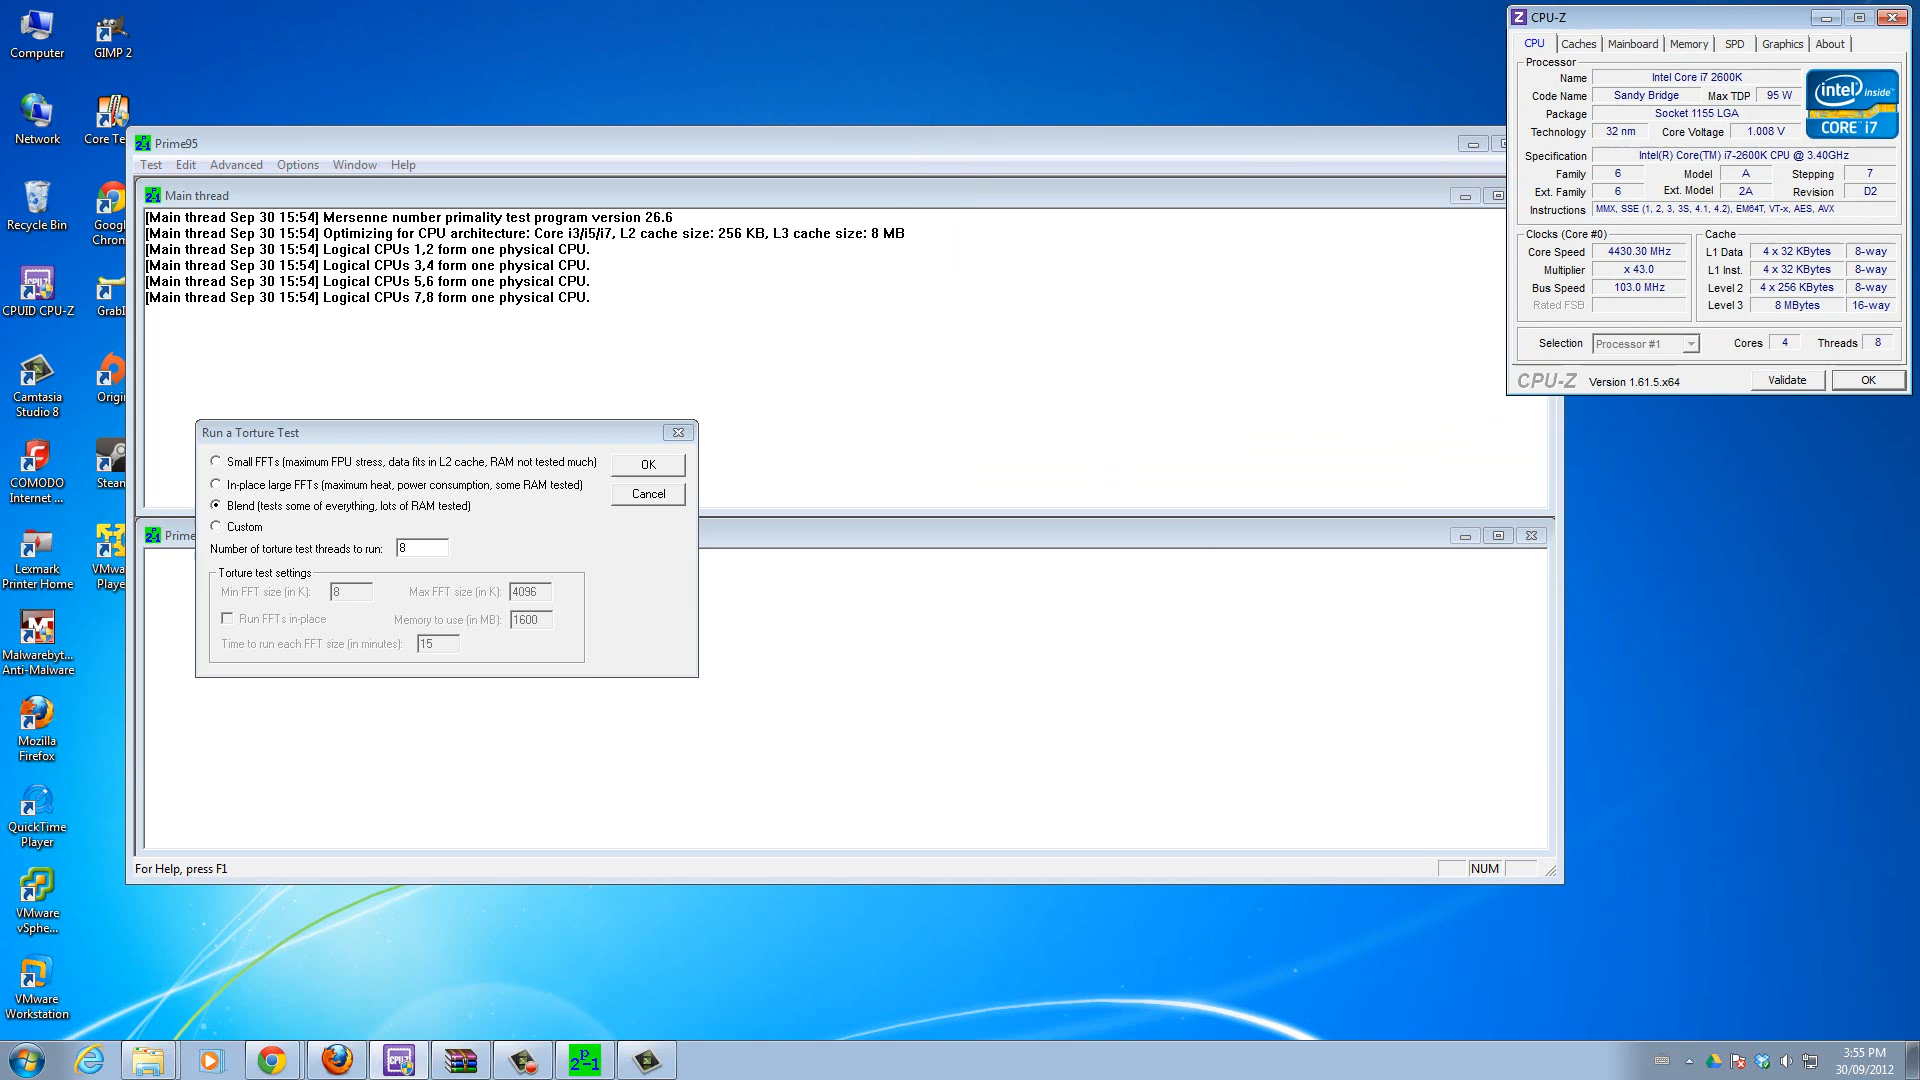 Computer
GIMP 2
Network
Core Te
Recycle Bin
Googl
Chrom
CPUID CPU-Z
Grabl
Camtasia
Studio 8
Origi
COMODO
Internet ...
Stean
Lexmark
Printer Home
VMwa
Playe
Malwarebyt...
Anti-Malware
Mozilla
Firefox
QuickTime
Player
VMware
vSphe...
VMware
Workstation
Prime95
Test Edit Advanced Options Window Help
Main thread
[Main thread Sep 30 15:54] Mersenne number primality test program version 26.6
[Main thread Sep 30 15:54] Optimizing for CPU architecture: Core i3/i5/i7, L2 cache size: 256 KB, L3 cache size: 8 MB
[Main thread Sep 30 15:54] Logical CPUs 1,2 form one physical CPU.
[Main thread Sep 30 15:54] Logical CPUs 3,4 form one physical CPU.
[Main thread Sep 30 15:54] Logical CPUs 5,6 form one physical CPU.
[Main thread Sep 30 15:54] Logical CPUs 7,8 form one physical CPU.
Run a Torture Test
Small FFTs (maximum FPU stress, data fits in L2 cache, RAM not tested much)
OK
In-place large FFTs (maximum heat, power consumption, some RAM tested)
Cancel
Blend (tests some of everything, lots of RAM tested)
Custom
Number of torture test threads to run: 8
Torture test settings
Min FFT size (in K): 8 Max FFT size (in K): 4096
Run FFTs in-place Memory to use (in MB): 1600
Time to run each FFT size (in minutes): 15
Prime
For Help, press F1
NUM
CPU-Z
CPU Caches Mainboard Memory SPD Graphics About
Processor
Name Intel Core i7 2600K
Code Name Sandy Bridge Max TDP 95 W
Package Socket 1155 LGA
Technology 32 nm Core Voltage 1.008 V
intel inside
CORE i7
Specification Intel(R) Core(TM) i7-2600K CPU @ 3.40GHz
Family 6 Model A Stepping 7
Ext. Family 6 Ext. Model 2A Revision D2
Instructions MMX, SSE (1, 2, 3, 3S, 4.1, 4.2), EM64T, VT-x, AES, AVX
Clocks (Core #0)
Core Speed 4430.30 MHz
Multiplier x 43.0
Bus Speed 103.0 MHz
Rated FSB
Cache
L1 Data 4 x 32 KBytes 8-way
L1 Inst. 4 x 32 KBytes 8-way
Level 2 4 x 256 KBytes 8-way
Level 3 8 MBytes 16-way
Selection Processor #1 Cores 4 Threads 8
CPU-Z Version 1.61.5.x64 Validate OK
3:55 PM
30/09/2012